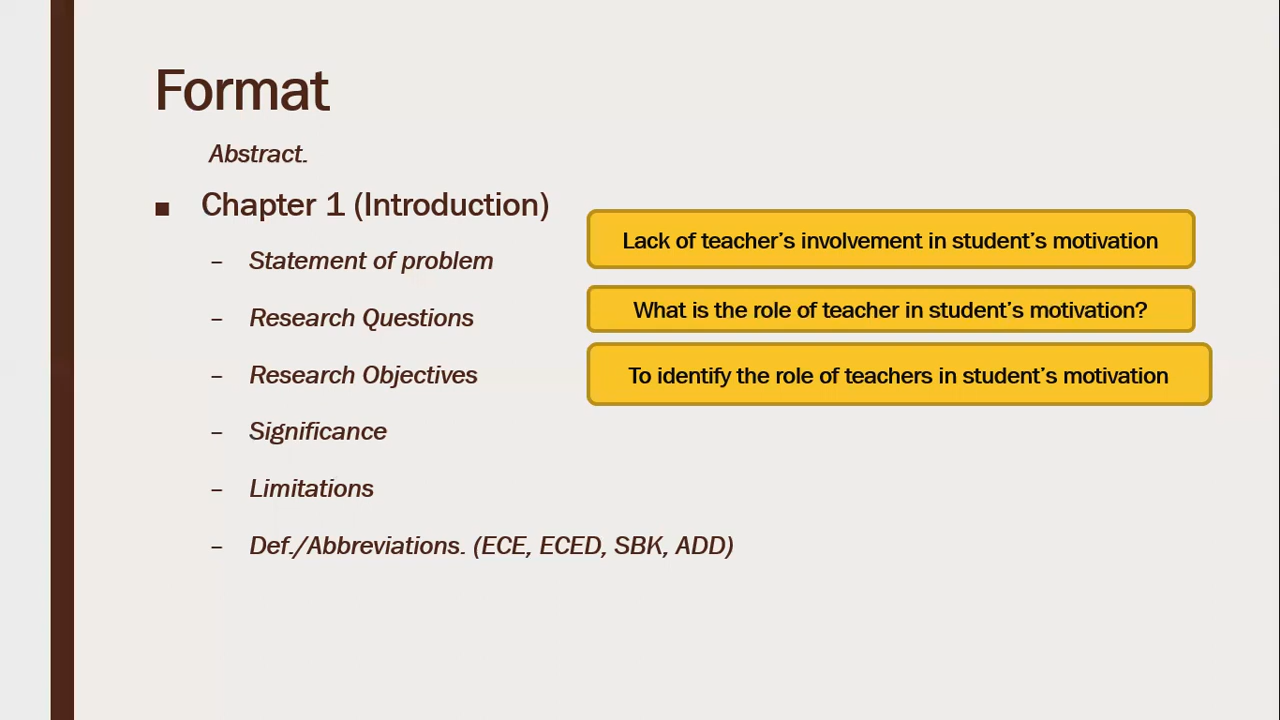 Format
Abstract.
■ Chapter 1 (Introduction)
– Statement of problem
Lack of teacher’s involvement in student’s motivation
– Research Questions
What is the role of teacher in student’s motivation?
– Research Objectives
To identify the role of teachers in student’s motivation
– Significance
– Limitations
– Def./Abbreviations. (ECE, ECED, SBK, ADD)